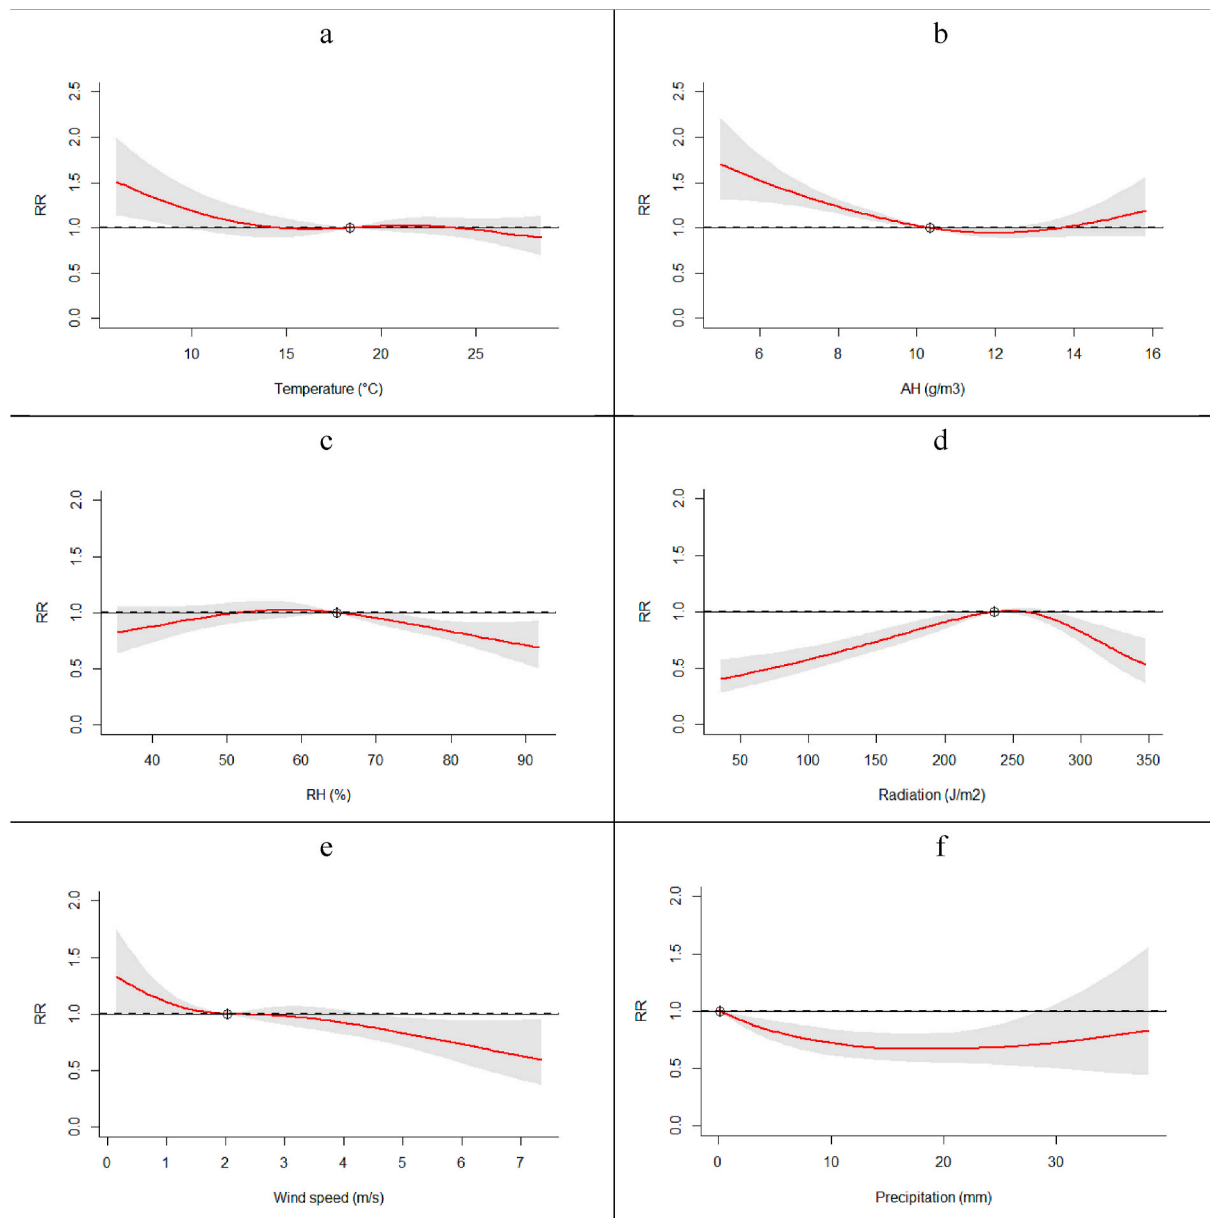 a
RR
0.0 0.5 1.0 1.5 2.0 2.5
10 15 20 25
Temperature (°C)
b
RR
0.0 0.5 1.0 1.5 2.0 2.5
6 8 10 12 14 16
AH (g/m3)
c
RR
0.0 0.5 1.0 1.5 2.0
40 50 60 70 80 90
RH (%)
d
RR
0.0 0.5 1.0 1.5 2.0
50 100 150 200 250 300 350
Radiation (J/m2)
e
RR
0.0 0.5 1.0 1.5 2.0
0 1 2 3 4 5 6 7
Wind speed (m/s)
f
RR
0.0 0.5 1.0 1.5 2.0
0 10 20 30
Precipitation (mm)